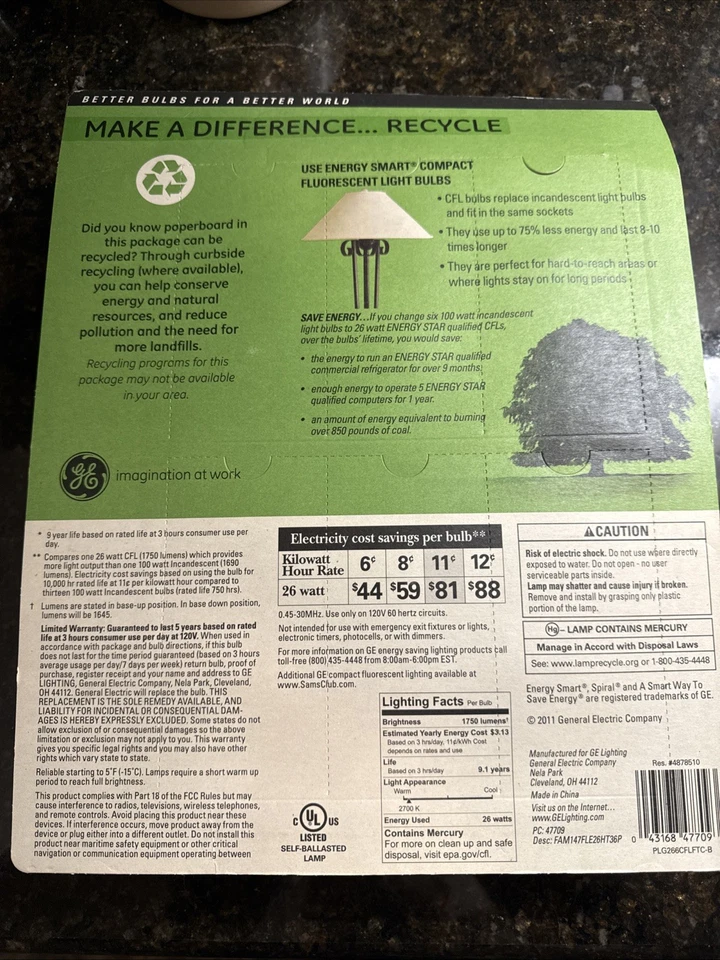 BETTER BULBS FOR A BETTER WORLD
MAKE A DIFFERENCE... RECYCLE
Did you know paperboard in
this package can be
recycled? Through curbside
recycling (where available),
you can help conserve
energy and natural
resources, and reduce
pollution and the need for
more landfills.
Recycling programs for this
package may not be available
in your area.
USE ENERGY SMART® COMPACT
FLUORESCENT LIGHT BULBS
• CFL bulbs replace incandescent light bulbs
and fit in the same sockets
• They use up to 75% less energy and last 8-10
times longer
• They are perfect for hard-to-reach areas or
where lights stay on for long periods
SAVE ENERGY...If you change six 100 watt incandescent
light bulbs to 26 watt ENERGY STAR qualified CFLs,
over the bulbs' lifetime, you would save:
• the energy to run an ENERGY STAR qualified
commercial refrigerator for over 9 months;
• enough energy to operate 5 ENERGY STAR
qualified computers for 1 year.
• an amount of energy equivalent to burning
over 850 pounds of coal.
GE imagination at work
* 9 year life based on rated life at 3 hours consumer use per
day.
** Compares one 26 watt CFL (1750 lumens) which provides
more light output than one 100 watt Incandescent (1690
lumens). Electricity cost savings based on using the bulb for
10,000 hr rated life at 11¢ per kilowatt hour compared to
thirteen 100 watt Incandescent bulbs (rated life 750 hrs).
† Lumens are stated in base-up position. In base down position,
lumens will be 1645.
Limited Warranty: Guaranteed to last 5 years based on rated
life at 3 hours consumer use per day at 120V. When used in
accordance with package and bulb directions, if this bulb
does not last for the time period guaranteed (based on 3 hours
average usage per day/7 days per week) return bulb, proof of
purchase, register receipt and your name and address to GE
LIGHTING, General Electric Company, Nela Park, Cleveland,
OH 44112. General Electric will replace the bulb. THIS
REPLACEMENT IS THE SOLE REMEDY AVAILABLE, AND
LIABILITY FOR INCIDENTAL OR CONSEQUENTIAL DAM-
AGES IS HEREBY EXPRESSLY EXCLUDED. Some states do not
allow exclusion of or consequential damages so the above
limitation or exclusion may not apply to you. This warranty
gives you specific legal rights and you may also have other
rights which vary state to state.
Reliable starting to 5°F (-15°C). Lamps require a short warm up
period to reach full brightness.
This product complies with Part 18 of the FCC Rules but may
cause interference to radios, televisions, wireless telephones,
and remote controls. Avoid placing this product near these
devices. If interference occurs, move product away from the
device or plug either into a different outlet. Do not install this
product near maritime safety equipment or other critical
navigation or communication equipment operating between
Electricity cost savings per bulb**
Kilowatt
Hour Rate 6¢ 8¢ 11¢ 12¢
26 watt $44 $59 $81 $88
0.45-30MHz. Use only on 120V 60 hertz circuits.
Not intended for use with emergency exit fixtures or lights,
electronic timers, photocells, or with dimmers.
For more information on GE energy saving lighting products call
toll-free (800) 435-4448 from 8:00am-6:00pm EST.
Additional GE compact fluorescent lighting available at
www.SamsClub.com.
C UL US
LISTED
SELF-BALLASTED
LAMP
Lighting Facts Per Bulb
Brightness 1750 lumens†
Estimated Yearly Energy Cost $3.13
Based on 3 hrs/day, 11¢/kWh Cost
depends on rates and use
Life
Based on 3 hrs/day 9.1 years
Light Appearance
Warm Cool
2700 K
Energy Used 26 watts
Contains Mercury
For more on clean up and safe
disposal, visit epa.gov/cfl.
CAUTION
Risk of electric shock. Do not use where directly
exposed to water. Do not open - no user
serviceable parts inside.
Lamp may shatter and cause injury if broken.
Remove and install by grasping only plastic
portion of the lamp.
Hg - LAMP CONTAINS MERCURY
Manage in Accord with Disposal Laws
See: www.lamprecycle.org or 1-800-435-4448
Energy Smart®, Spiral® and A Smart Way To
Save Energy® are registered trademarks of GE.
© 2011 General Electric Company
Manufactured for GE Lighting
General Electric Company
Nela Park
Cleveland, OH 44112
Made in China
Visit us on the Internet...
www.GELighting.com
PC: 47709
Desc: FAM147FLE26HT36P
Res. #4878510
0 43168 47709
PLG266CFLFTC-B